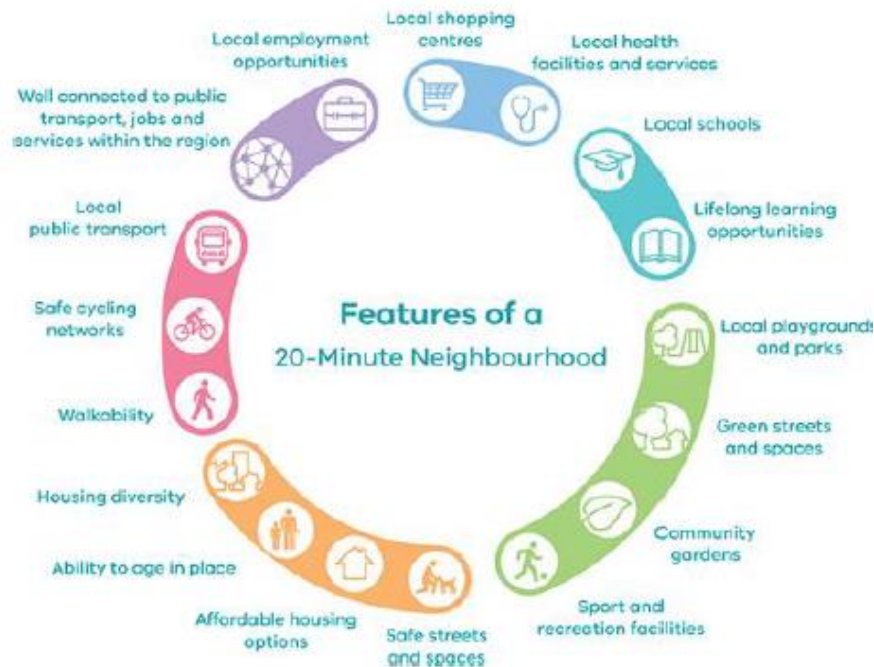 Local shopping
centres
Local health
facilities and services
Local schools
Lifelong learning
opportunities
Local playgrounds
and parks
Green streets
and spaces
Community
gardens
Sport and
recreation facilities
Safe streets
and spaces
Affordable housing
options
Ability to age in place
Housing diversity
Walkability
Safe cycling
networks
Local
public transport
Well connected to public
transport, jobs and
services within the region
Local employment
opportunities
Features of a
20-Minute Neighbourhood